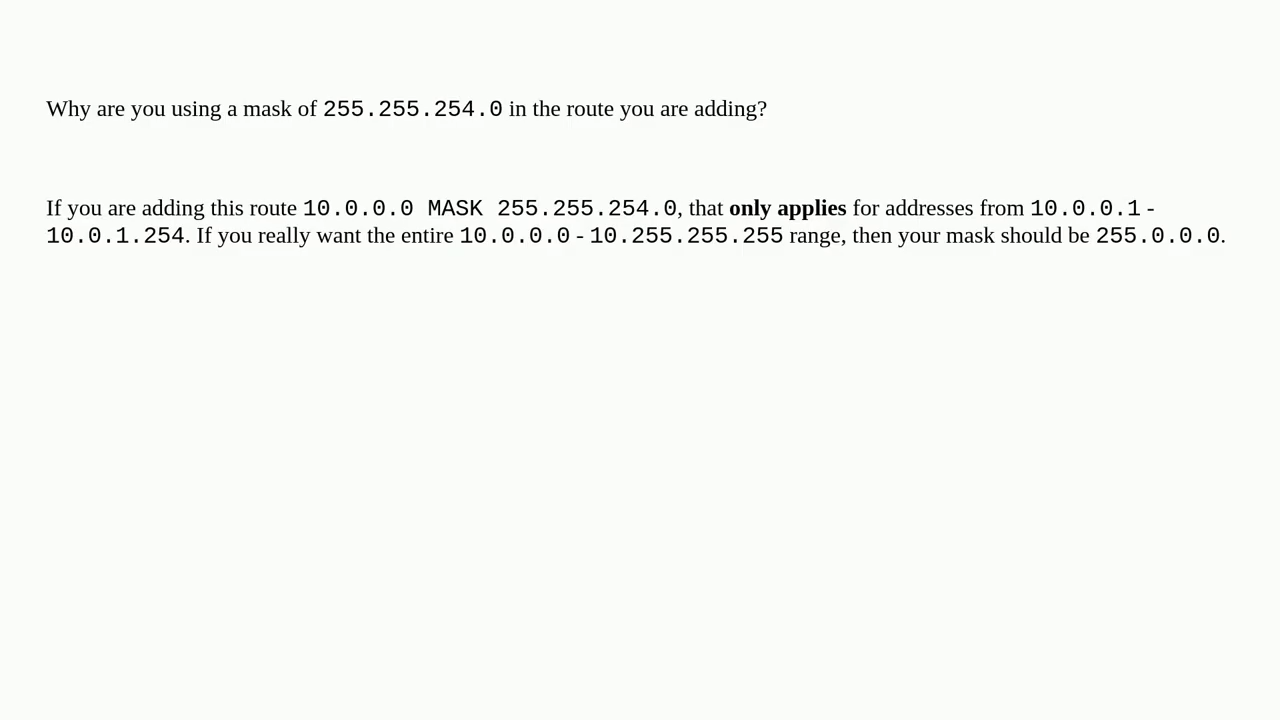 Why are you using a mask of 255.255.254.0 in the route you are adding?
If you are adding this route 10.0.0.0 MASK 255.255.254.0, that only applies for addresses from 10.0.0.1 -
10.0.1.254. If you really want the entire 10.0.0.0 - 10.255.255.255 range, then your mask should be 255.0.0.0.